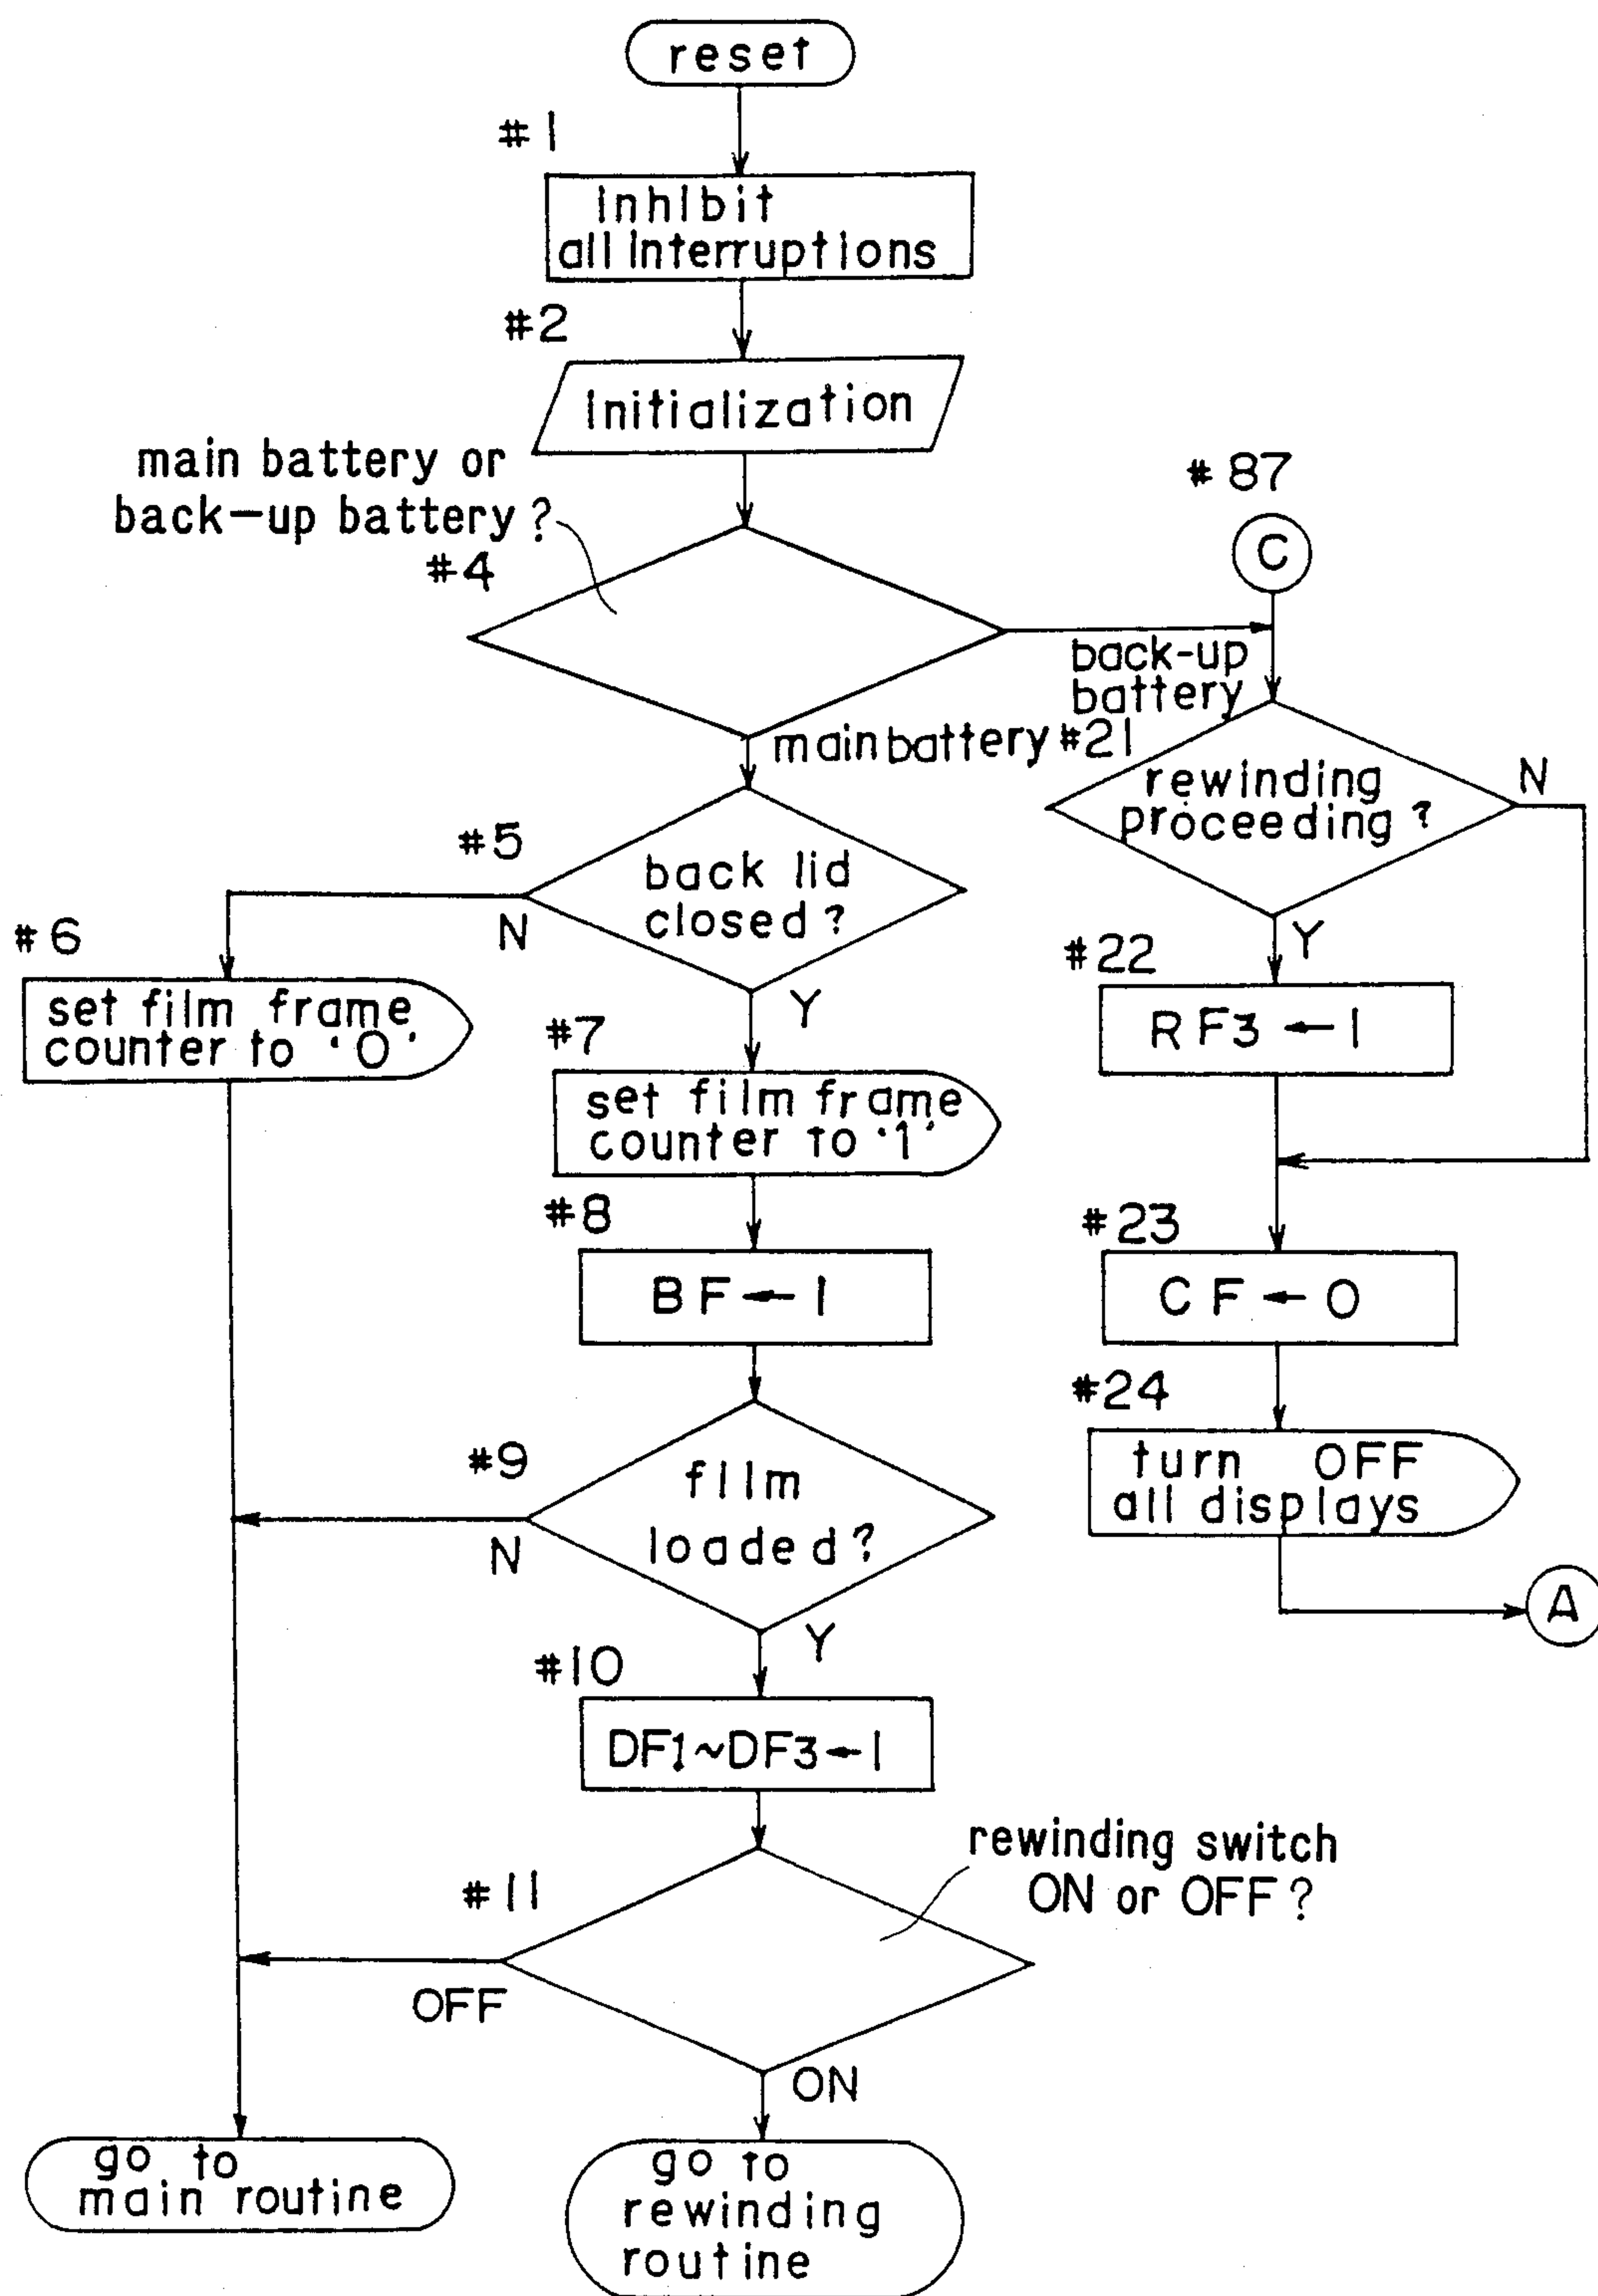 reset
#1
Inhibit
all Interruptions
#2
Initialization
main battery or
back-up battery?
#4
#87
C
back-up
battery
main battery
#21
rewinding
proceeding?
N
Y
#5
back lid
closed?
N
Y
#6
set film frame
counter to '0'
#7
set film frame
counter to '1'
#22
RF3 ← 1
#8
BF ← 1
#23
CF ← 0
#24
turn OFF
all displays
A
#9
film
loaded?
N
Y
#10
DF1~DF3 ← 1
rewinding switch
ON or OFF?
#11
OFF
ON
go to
main routine
go to
rewinding
routine